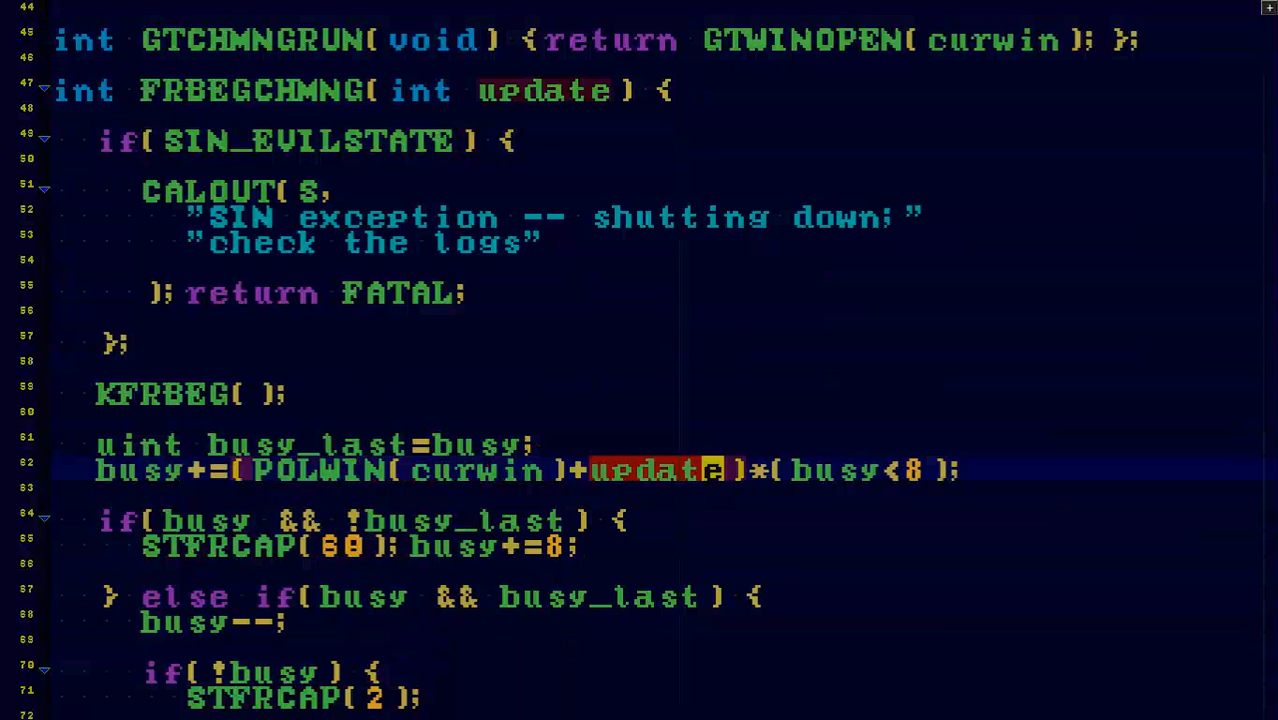 44
45 int GTCHMNGRUN( void ) {return GTWINOPEN( curwin ); };
46
47 int FRBEGCHMNG( int update ) {
48
49 if( SIN_EVILSTATE ) {
50
51 CALOUT( S,
52 "SIN exception -- shutting down;"
53 "check the logs"
54
55 ); return FATAL;
56
57 };
58
59 KFRBEG( );
60
61 uint busy_last=busy;
62 busy+=( POLWIN( curwin )+update )*( busy<8 );
63
64 if( busy && !busy_last ) {
65 STFRCAP( 60 ); busy+=8;
66
67 } else if( busy && busy_last ) {
68 busy--;
69
70 if( !busy ) {
71 STFRCAP( 2 );
72